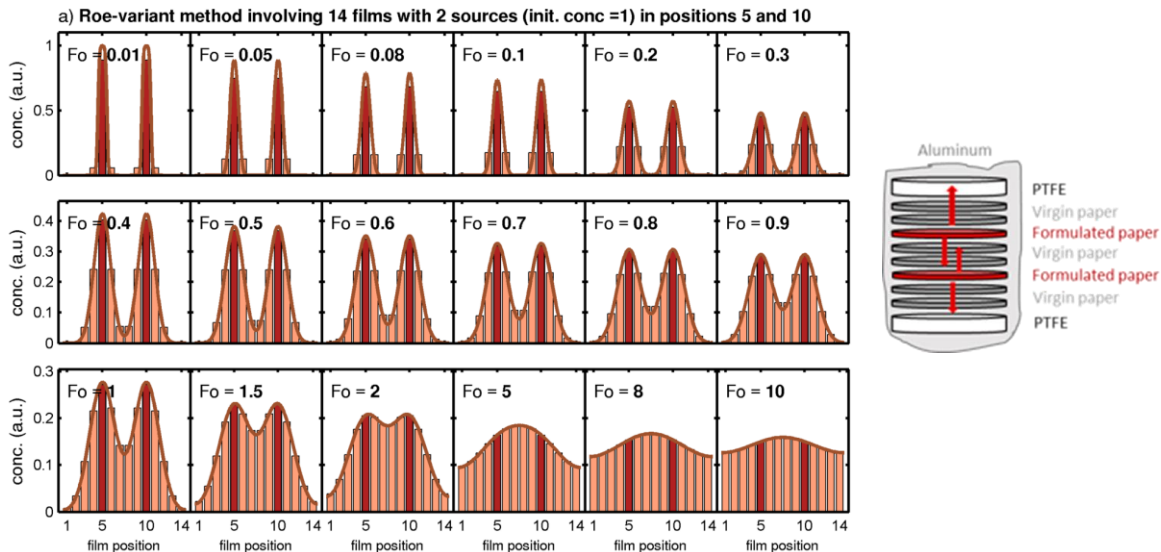 a) Roe-variant method involving 14 films with 2 sources (init. conc =1) in positions 5 and 10
conc. (a.u.)
1
0.5
0
Fo = 0.01
Fo = 0.05
Fo = 0.08
Fo = 0.1
Fo = 0.2
Fo = 0.3
conc. (a.u.)
0.4
0.3
0.2
0.1
0
Fo = 0.4
Fo = 0.5
Fo = 0.6
Fo = 0.7
Fo = 0.8
Fo = 0.9
conc. (a.u.)
0.3
0.2
0.1
0
Fo = 1
Fo = 1.5
Fo = 2
Fo = 5
Fo = 8
Fo = 10
1 5 10 14 1 5 10 14 1 5 10 14 1 5 10 14 1 5 10 14 1 5 10 14
film position film position film position film position film position film position
Aluminum
PTFE
Virgin paper
Formulated paper
Virgin paper
Formulated paper
Virgin paper
PTFE